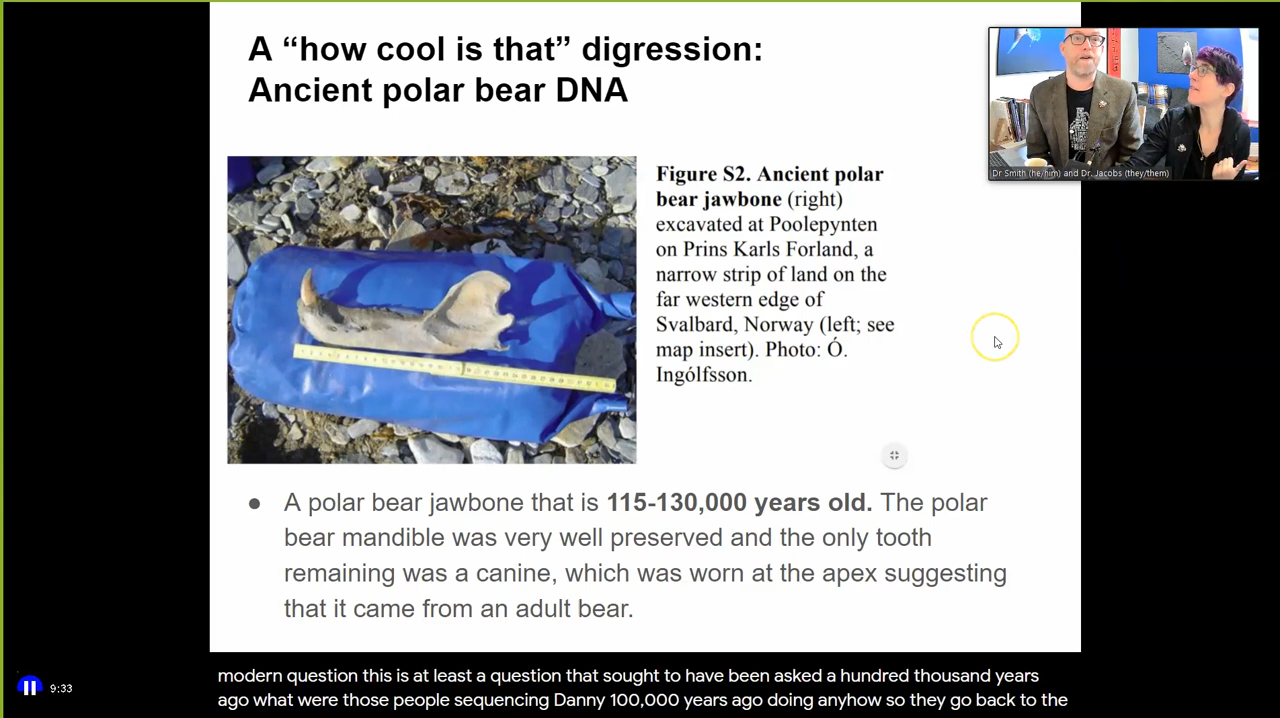 A “how cool is that” digression:
Ancient polar bear DNA
Dr Smith (he/him) and Dr. Jacobs (they/them)
Figure S2. Ancient polar
bear jawbone (right)
excavated at Poolepynten
on Prins Karls Forland, a
narrow strip of land on the
far western edge of
Svalbard, Norway (left; see
map insert). Photo: Ó.
Ingólfsson.
● A polar bear jawbone that is 115-130,000 years old. The polar
bear mandible was very well preserved and the only tooth
remaining was a canine, which was worn at the apex suggesting
that it came from an adult bear.
modern question this is at least a question that sought to have been asked a hundred thousand years
ago what were those people sequencing Danny 100,000 years ago doing anyhow so they go back to the
9:33